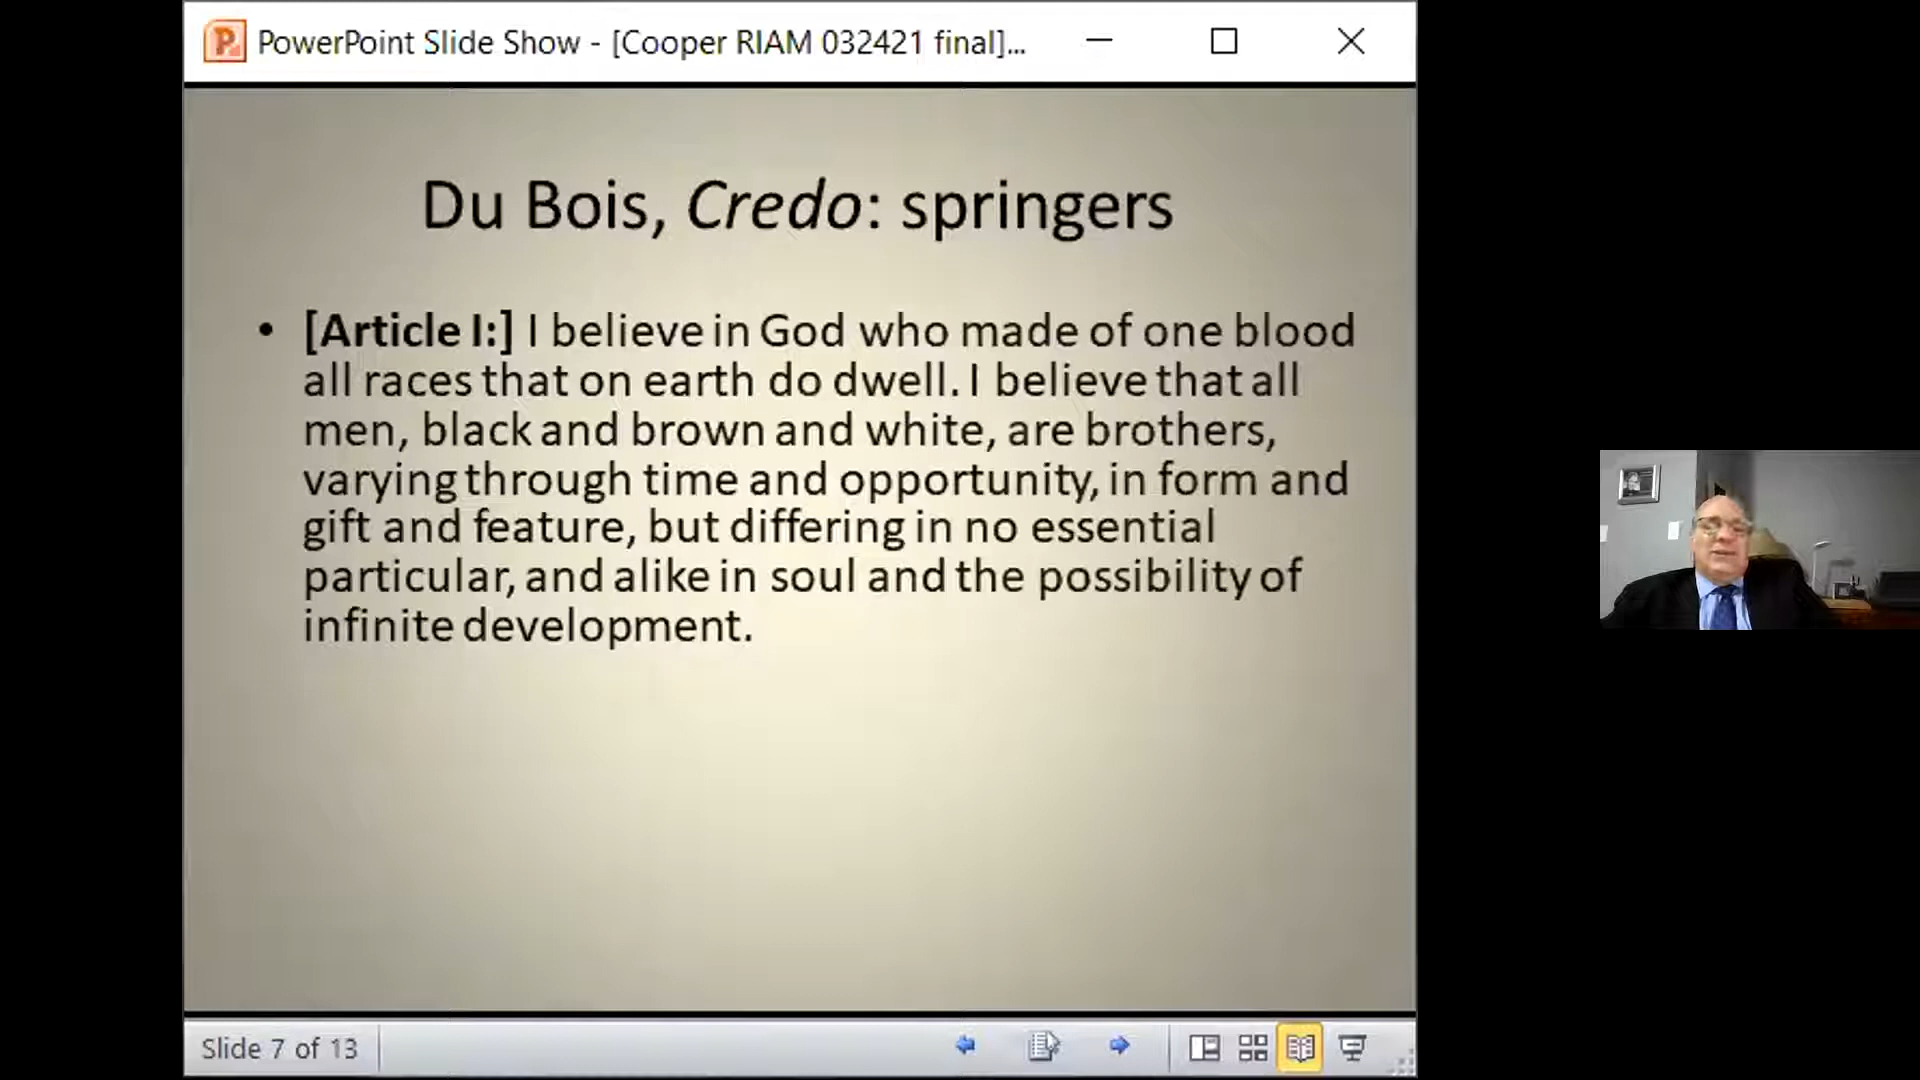 PowerPoint Slide Show - [Cooper RIAM 032421 final]...
Du Bois, Credo: springers
• [Article I:] I believe in God who made of one blood
all races that on earth do dwell. I believe that all
men, black and brown and white, are brothers,
varying through time and opportunity, in form and
gift and feature, but differing in no essential
particular, and alike in soul and the possibility of
infinite development.
Slide 7 of 13